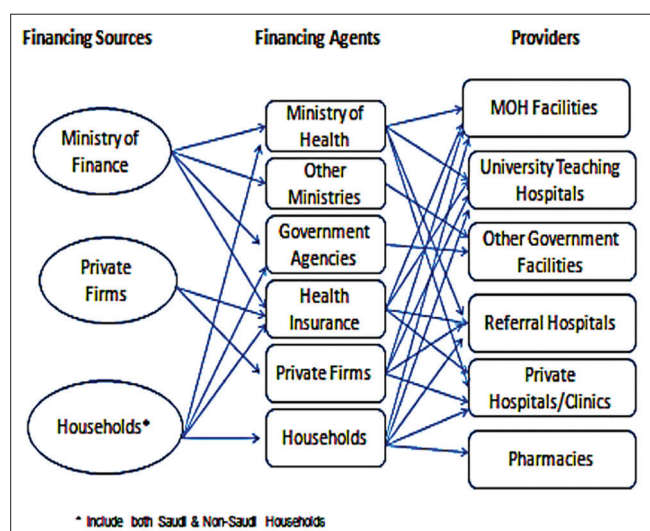 Financing Sources
Financing Agents
Providers
Ministry of
Finance
Private
Firms
Households*
Ministry of
Health
Other
Ministries
Government
Agencies
Health
Insurance
Private Firms
Households
MOH Facilities
University Teaching
Hospitals
Other Government
Facilities
Referral Hospitals
Private
Hospitals/Clinics
Pharmacies
* Include both Saudi & Non-Saudi Households